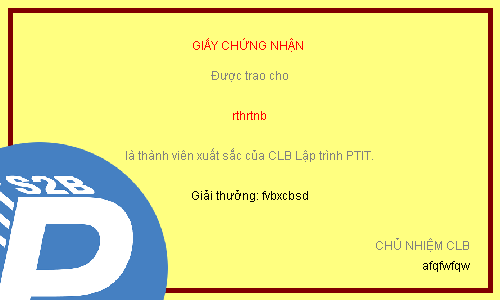 GIẤY CHỨNG NHẬN
Được trao cho
rthrtnb
là thành viên xuất sắc của CLB Lập trình PTIT.
Giải thưởng: fvbxcbsd
CHỦ NHIỆM CLB
afqfwfqw
S2B
P